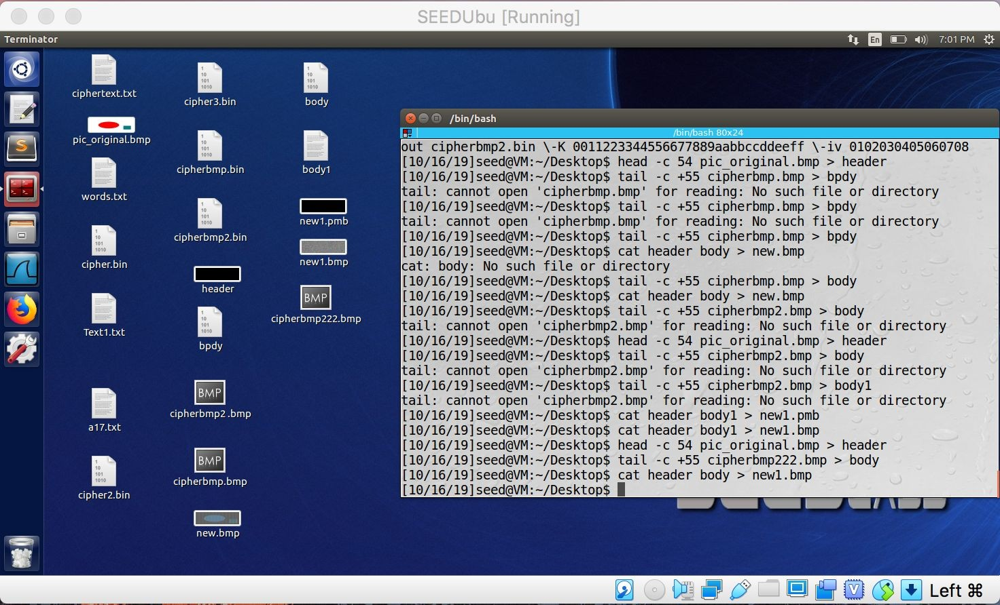 SEEDUbu [Running]
Terminator
En
7:01 PM
ciphertext.txt
pic_original.bmp
words.txt
cipher.bin
Text1.txt
a17.txt
cipher2.bin
cipher3.bin
cipherbmp.bin
cipherbmp2.bin
header
bpdy
BMP
cipherbmp2 .bmp
BMP
cipherbmp.bmp
new.bmp
body
body1
new1.pmb
new1.bmp
BMP
cipherbmp222.bmp
/bin/bash
/bin/bash 80x24
out cipherbmp2.bin \-K 00112233445566778​89aabbccddeeff \-iv 0102030405060708
[10/16/19]seed@VM:~/Desktop$ head -c 54 pic_original.bmp > header
[10/16/19]seed@VM:~/Desktop$ tail -c +55 cipherbmp.bmp > bpdy
tail: cannot open 'cipherbmp.bmp' for reading: No such file or directory
[10/16/19]seed@VM:~/Desktop$ tail -c +55 cipherbmp.bmp > bpdy
tail: cannot open 'cipherbmp.bmp' for reading: No such file or directory
[10/16/19]seed@VM:~/Desktop$ tail -c +55 cipherbmp.bmp > bpdy
[10/16/19]seed@VM:~/Desktop$ cat header body > new.bmp
cat: body: No such file or directory
[10/16/19]seed@VM:~/Desktop$ tail -c +55 cipherbmp.bmp > body
[10/16/19]seed@VM:~/Desktop$ cat header body > new.bmp
[10/16/19]seed@VM:~/Desktop$ tail -c +55 cipherbmp2.bmp > body
tail: cannot open 'cipherbmp2.bmp' for reading: No such file or directory
[10/16/19]seed@VM:~/Desktop$ head -c 54 pic_original.bmp > header
[10/16/19]seed@VM:~/Desktop$ tail -c +55 cipherbmp2.bmp > body
tail: cannot open 'cipherbmp2.bmp' for reading: No such file or directory
[10/16/19]seed@VM:~/Desktop$ tail -c +55 cipherbmp2.bmp > body1
tail: cannot open 'cipherbmp2.bmp' for reading: No such file or directory
[10/16/19]seed@VM:~/Desktop$ cat header body1 > new1.pmb
[10/16/19]seed@VM:~/Desktop$ cat header body1 > new1.bmp
[10/16/19]seed@VM:~/Desktop$ head -c 54 pic_original.bmp > header
[10/16/19]seed@VM:~/Desktop$ tail -c +55 cipherbmp222.bmp > body
[10/16/19]seed@VM:~/Desktop$ cat header body > new1.bmp
[10/16/19]seed@VM:~/Desktop$
Left ⌘